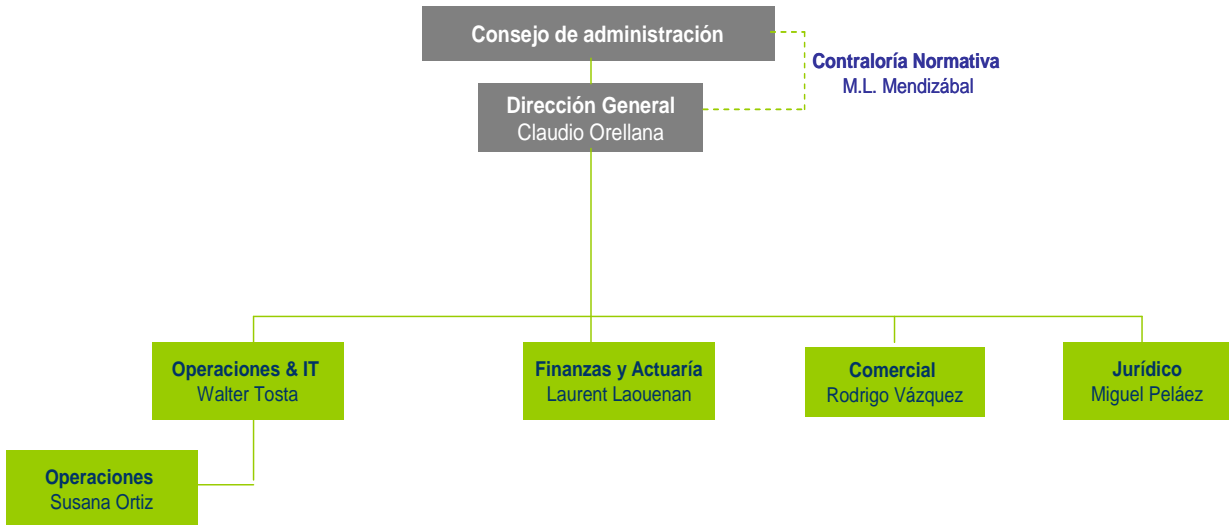 Consejo de administración
Contraloría Normativa
M.L. Mendizábal
Dirección General
Claudio Orellana
Operaciones & IT
Walter Tosta
Finanzas y Actuaría
Laurent Laouenan
Comercial
Rodrigo Vázquez
Jurídico
Miguel Peláez
Operaciones
Susana Ortiz